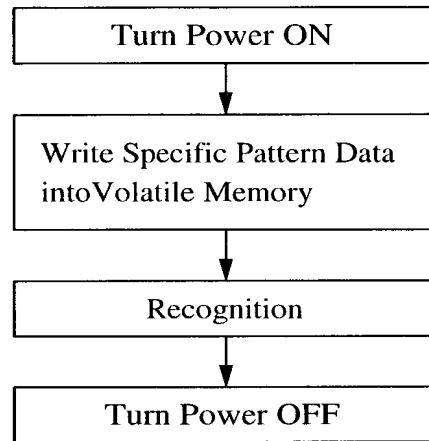 Turn Power ON
Write Specific Pattern Data
intoVolatile Memory
Recognition
Turn Power OFF